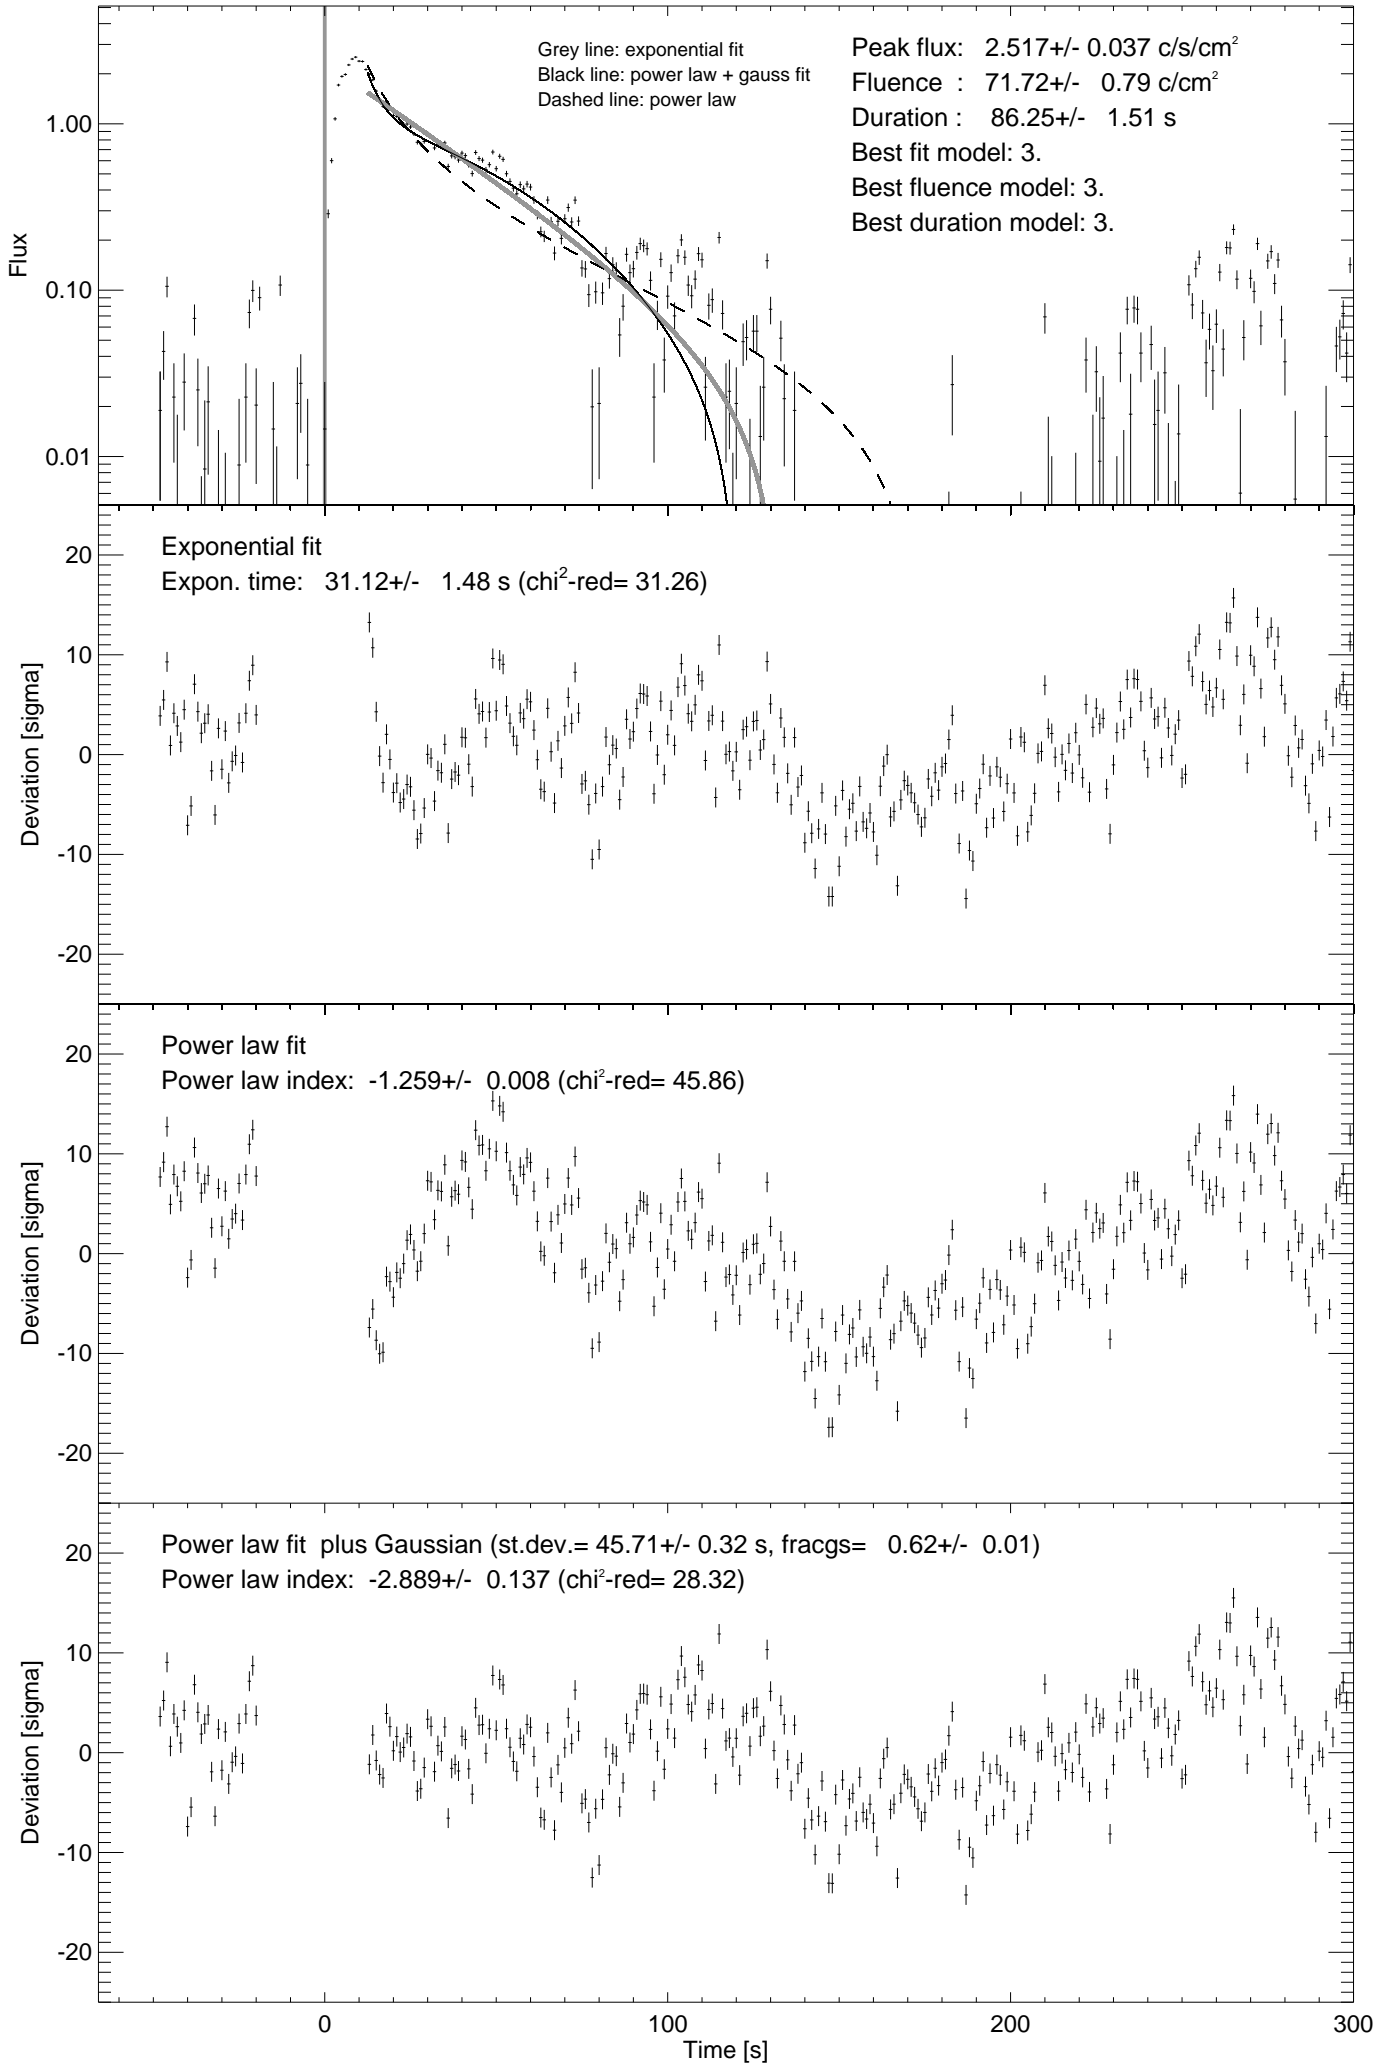 Grey line: exponential fit
Black line: power law + gauss fit
Dashed line: power law
Peak flux: 2.517+/- 0.037 c/s/cm²
Fluence : 71.72+/- 0.79 c/cm²
Duration : 86.25+/- 1.51 s
Best fit model: 3.
Best fluence model: 3.
Best duration model: 3.
1.00
0.10
0.01
Flux
Exponential fit
Expon. time: 31.12+/- 1.48 s (chi²-red= 31.26)
20
10
0
-10
-20
Deviation [sigma]
Power law fit
Power law index: -1.259+/- 0.008 (chi²-red= 45.86)
20
10
0
-10
-20
Deviation [sigma]
Power law fit plus Gaussian (st.dev.= 45.71+/- 0.32 s, fracgs= 0.62+/- 0.01)
Power law index: -2.889+/- 0.137 (chi²-red= 28.32)
20
10
0
-10
-20
Deviation [sigma]
0 100 200 300
Time [s]